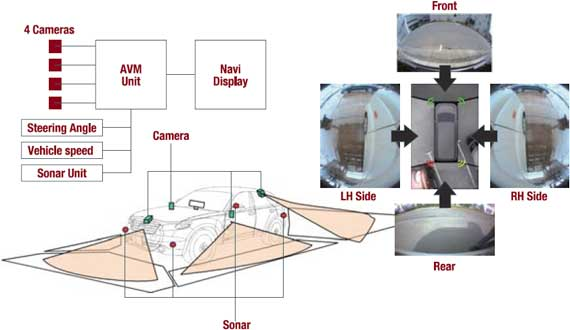 4 Cameras
AVM
Unit
Navi
Display
Steering Angle
Vehicle speed
Sonar Unit
Camera
Sonar
Front
LH Side
RH Side
Rear